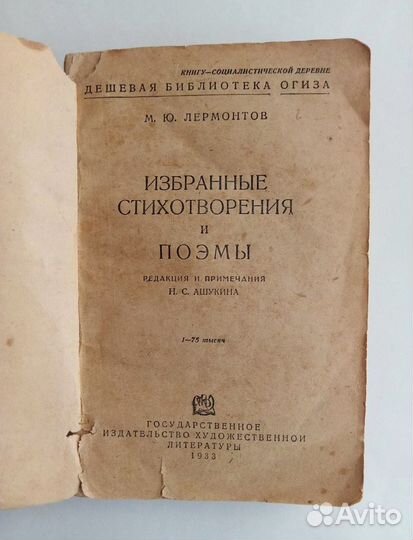 КНИГУ—СОЦИАЛИСТИЧЕСКОЙ ДЕРЕВНЕ
ДЕШЕВАЯ БИБЛИОТЕКА ОГИЗА
М. Ю. ЛЕРМОНТОВ
ИЗБРАННЫЕ
СТИХОТВОРЕНИЯ
И
ПОЭМЫ
РЕДАКЦИЯ И ПРИМЕЧАНИЯ
Н. С. АШУКИНА
1—75 тысяч
ГОСУДАРСТВЕННОЕ
ИЗДАТЕЛЬСТВО ХУДОЖЕСТВЕННОЙ
ЛИТЕРАТУРЫ
1933
Avito